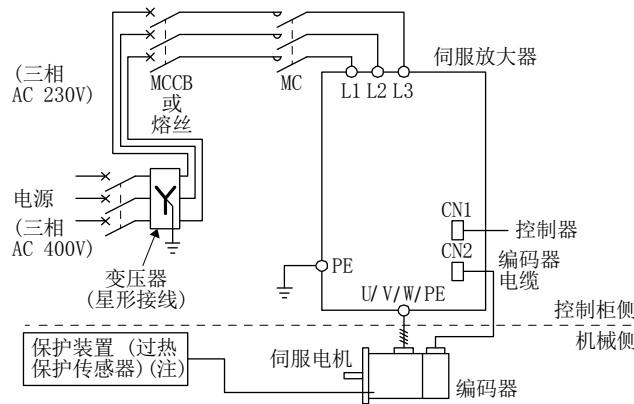 伺服放大器
(三相
AC 230V)
MCCB
或
熔丝
MC
L1 L2 L3
电源
(三相
AC 400V)
CN1
控制器
CN2
编码器
电缆
PE
变压器
(星形接线)
U/V/W/PE
控制柜侧
机械侧
保护装置 (过热
保护传感器)(注)
伺服电机
编码器